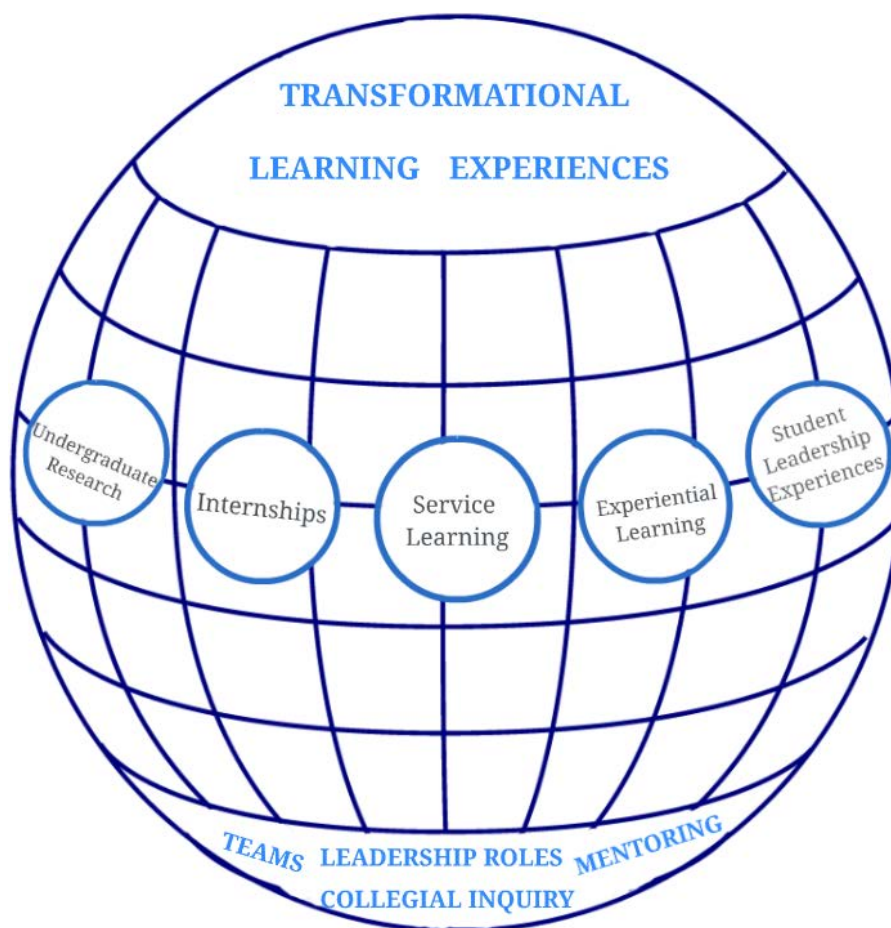 TRANSFORMATIONAL
LEARNING EXPERIENCES
Undergraduate
Research
Internships
Service
Learning
Experiential
Learning
Student
Leadership
Experiences
TEAMS LEADERSHIP ROLES MENTORING
COLLEGIAL INQUIRY